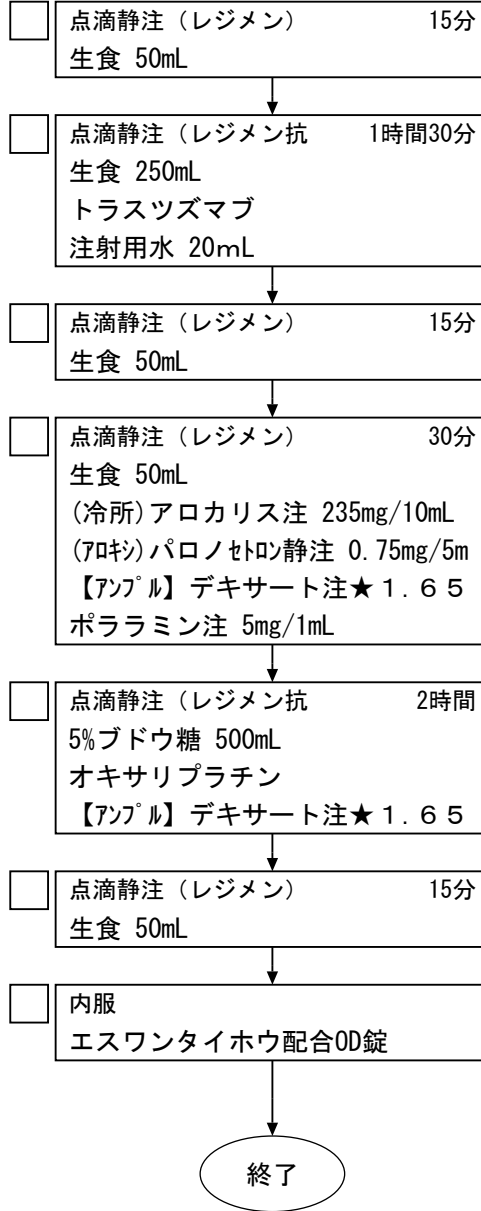 点滴静注（レジメン） 15分
生食 50mL
点滴静注（レジメン抗 1時間30分
生食 250mL
トラスツズマブ
注射用水 20ｍL
点滴静注（レジメン） 15分
生食 50mL
点滴静注（レジメン） 30分
生食 50mL
(冷所)アロカリス注 235mg/10mL
(ｱﾛｷｼ)パロノｾﾄロン静注 0.75mg/5m
【ｱﾝﾌﾟﾙ】デキサート注★１．６５
ポララミン注 5mg/1mL
点滴静注（レジメン抗 2時間
5%ブドウ糖 500mL
オキサリプラチン
【ｱﾝﾌﾟﾙ】デキサート注★１．６５
点滴静注（レジメン） 15分
生食 50mL
内服
エスワンタイホウ配合OD錠
終了